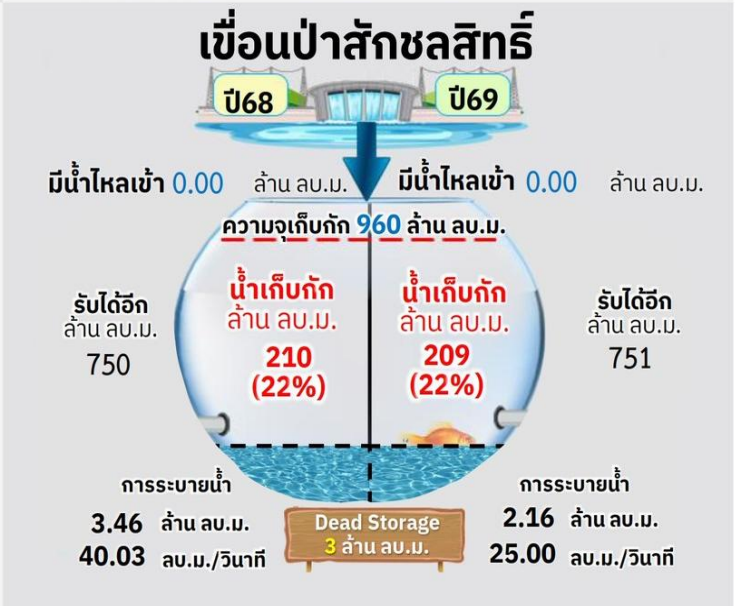 เขื่อนป่าสักชลสิทธิ์
ปี68
ปี69
มีน้ำไหลเข้า 0.00 ล้าน ลบ.ม.
มีน้ำไหลเข้า 0.00 ล้าน ลบ.ม.
ความจุเก็บกัก 960 ล้าน ลบ.ม.
น้ำเก็บกัก
ล้าน ลบ.ม.
210
(22%)
น้ำเก็บกัก
ล้าน ลบ.ม.
209
(22%)
รับได้อีก
ล้าน ลบ.ม.
750
รับได้อีก
ล้าน ลบ.ม.
751
การระบายน้ำ
3.46 ล้าน ลบ.ม.
40.03 ลบ.ม./วินาที
Dead Storage
3 ล้าน ลบ.ม.
การระบายน้ำ
2.16 ล้าน ลบ.ม.
25.00 ลบ.ม./วินาที